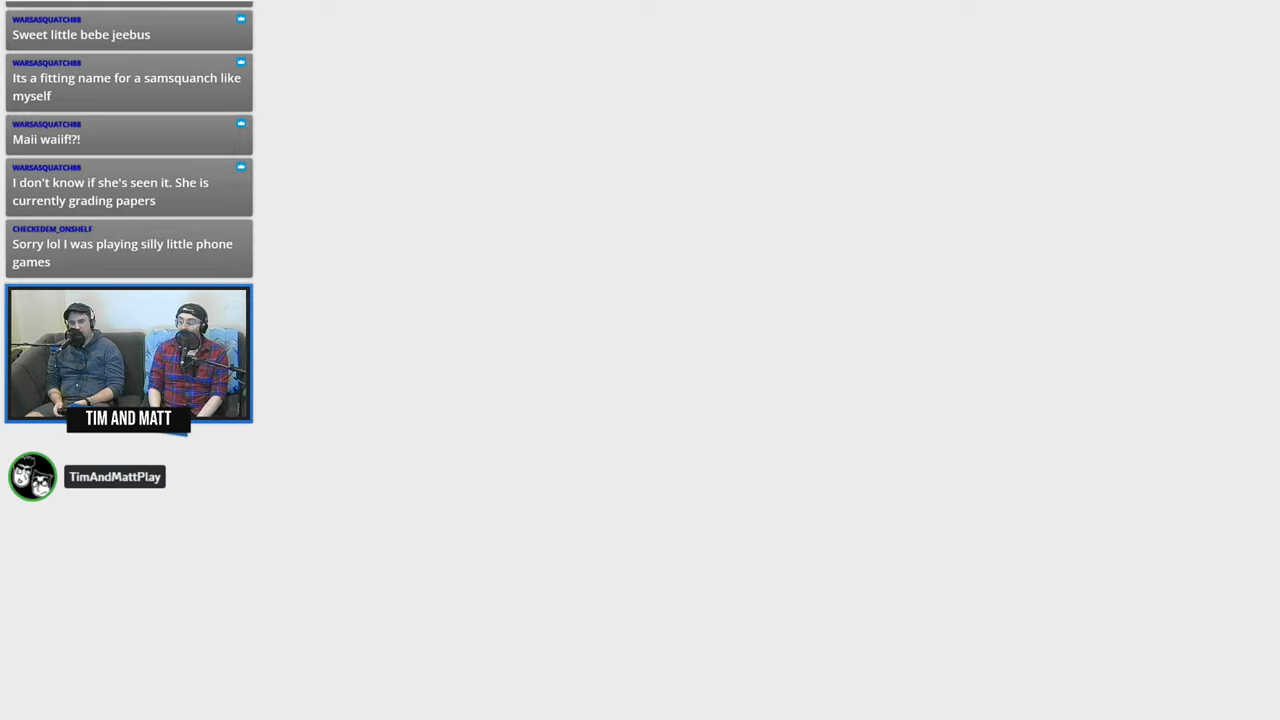 WARSASQUATCH88
Sweet little bebe jeebus
WARSASQUATCH88
Its a fitting name for a samsquanch like
myself
WARSASQUATCH88
Maii waiif!?!
WARSASQUATCH88
I don't know if she's seen it. She is
currently grading papers
CHECKEDEM_ONSHELF
Sorry lol I was playing silly little phone
games
TIM AND MATT
TimAndMattPlay